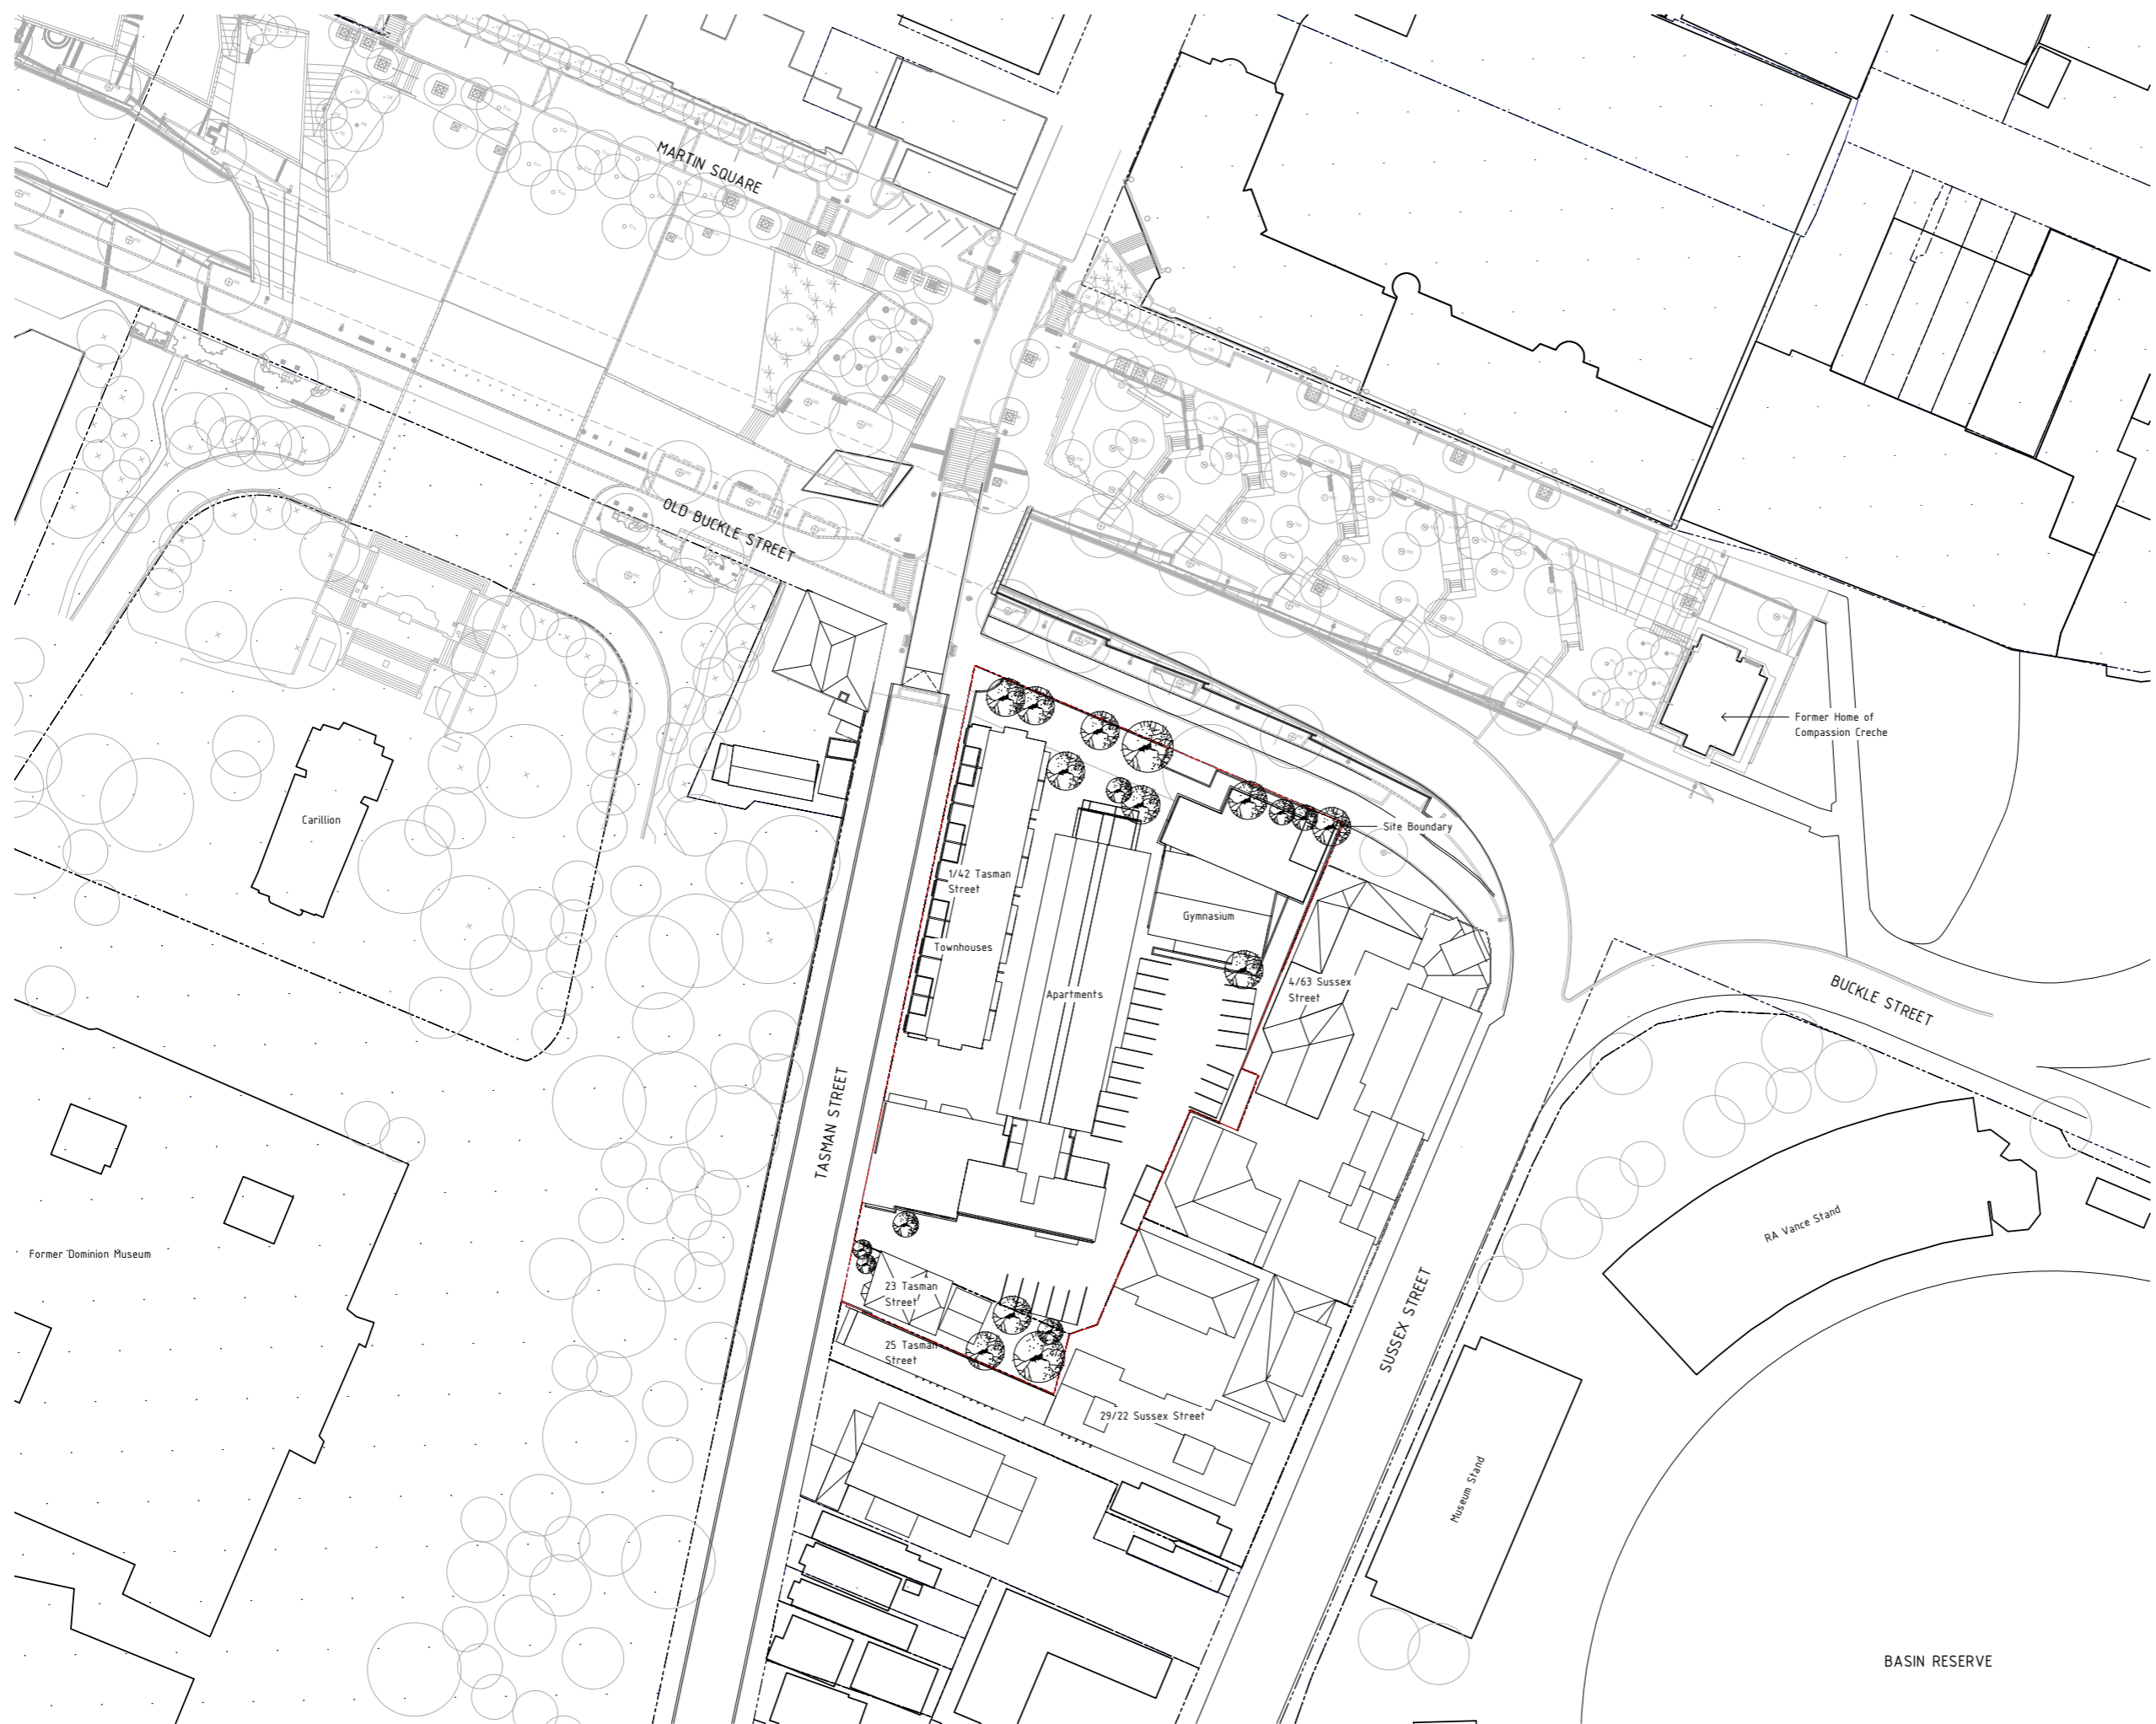 MARTIN SQUARE
OLD BUCKLE STREET
Former Home of
Compassion Creche
Carillion
Site Boundary
1/42 Tasman
Street
Gymnasium
Townhouses
4/63 Sussex
Street
Apartments
BUCKLE STREET
TASMAN STREET
RA Vance Stand
Former Dominion Museum
23 Tasman
Street
25 Tasman
Street
SUSSEX STREET
29/22 Sussex Street
Museum Stand
BASIN RESERVE